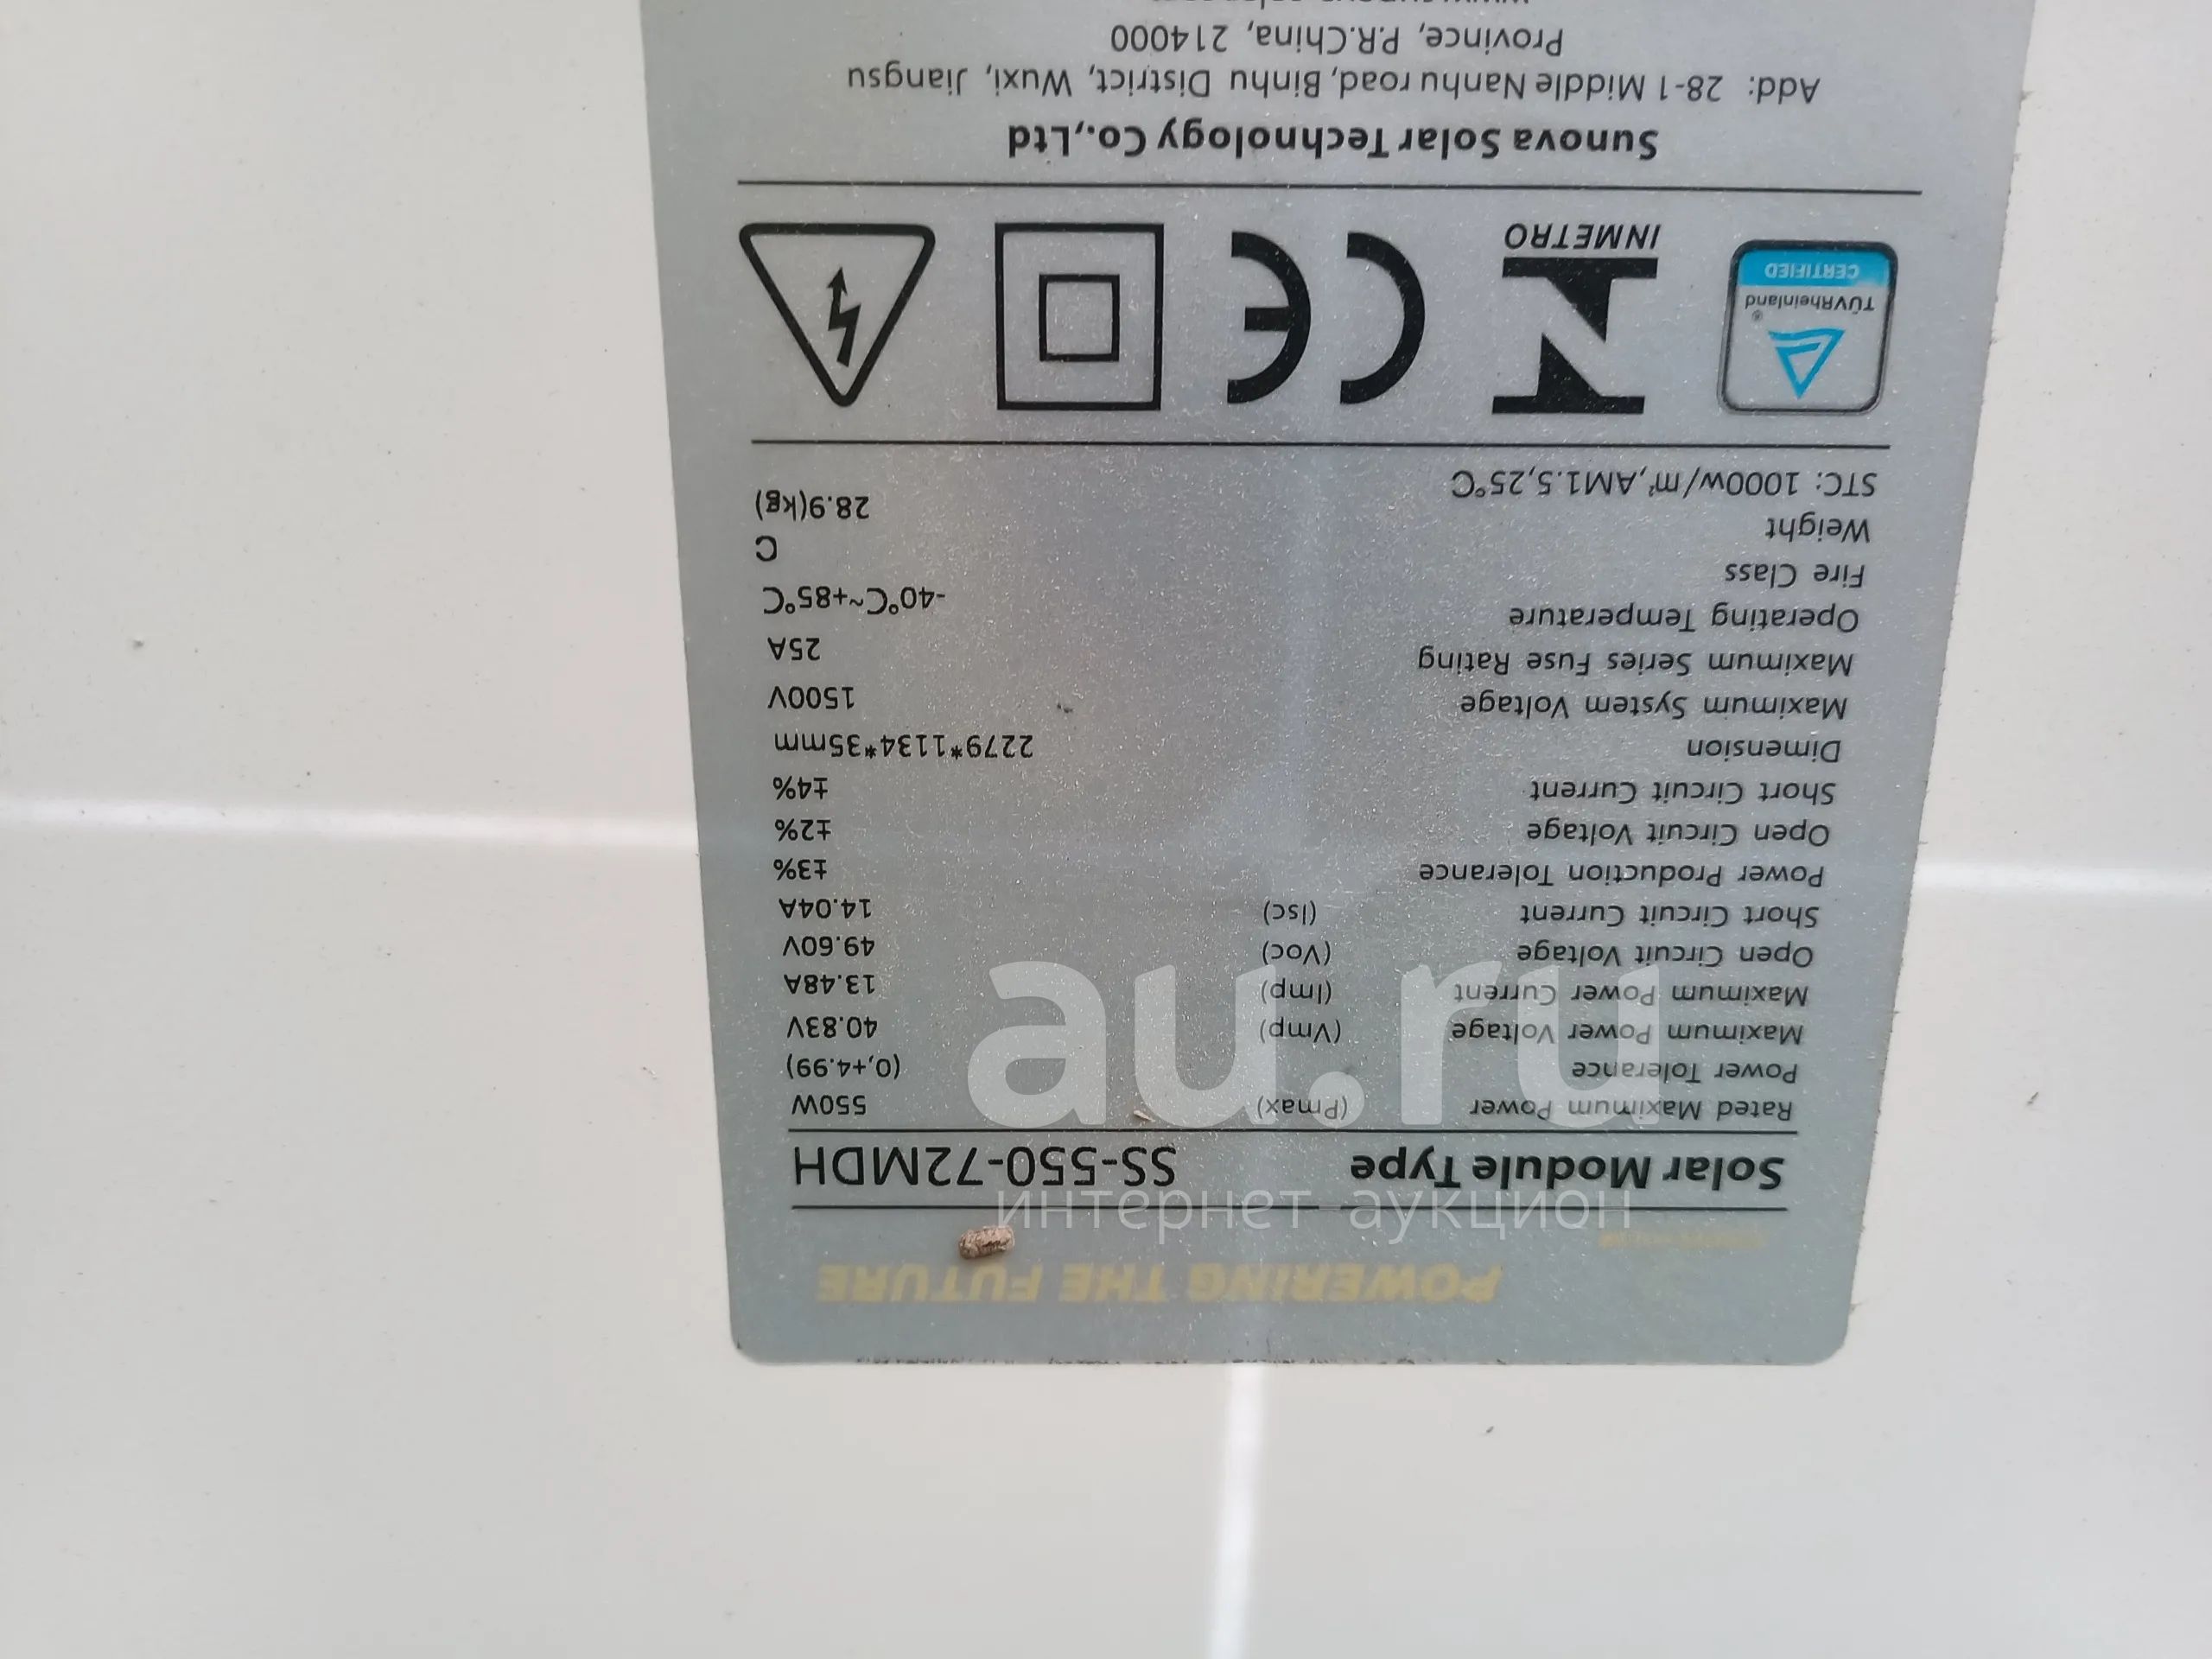 POWERING THE FUTURE
Solar Module Type SS-550-72MDH
Rated Maximum Power (Pmax) 550W
Power Tolerance (0,+4.99)
Maximum Power Voltage (Vmp) 40.83V
Maximum Power Current (Imp) 13.48A
Open Circuit Voltage (Voc) 49.60V
Short Circuit Current (Isc) 14.04A
Power Production Tolerance ±3%
Open Circuit Voltage ±2%
Short Circuit Current ±4%
Dimension 2279*1134*35mm
Maximum System Voltage 1500V
Maximum Series Fuse Rating 25A
Operating Temperature -40°C~+85°C
Fire Class C
Weight 28.9(kg)
STC: 1000w/m²,AM1.5,25°C
TÜVRheinland®
CERTIFIED
INMETRO
CE
Sunova Solar Technology Co.,Ltd
Add: 28-1 Middle Nanhu road, Binhu District, Wuxi, Jiangsu
Province, P.R.China, 214000
au.ru
интернет аукцион